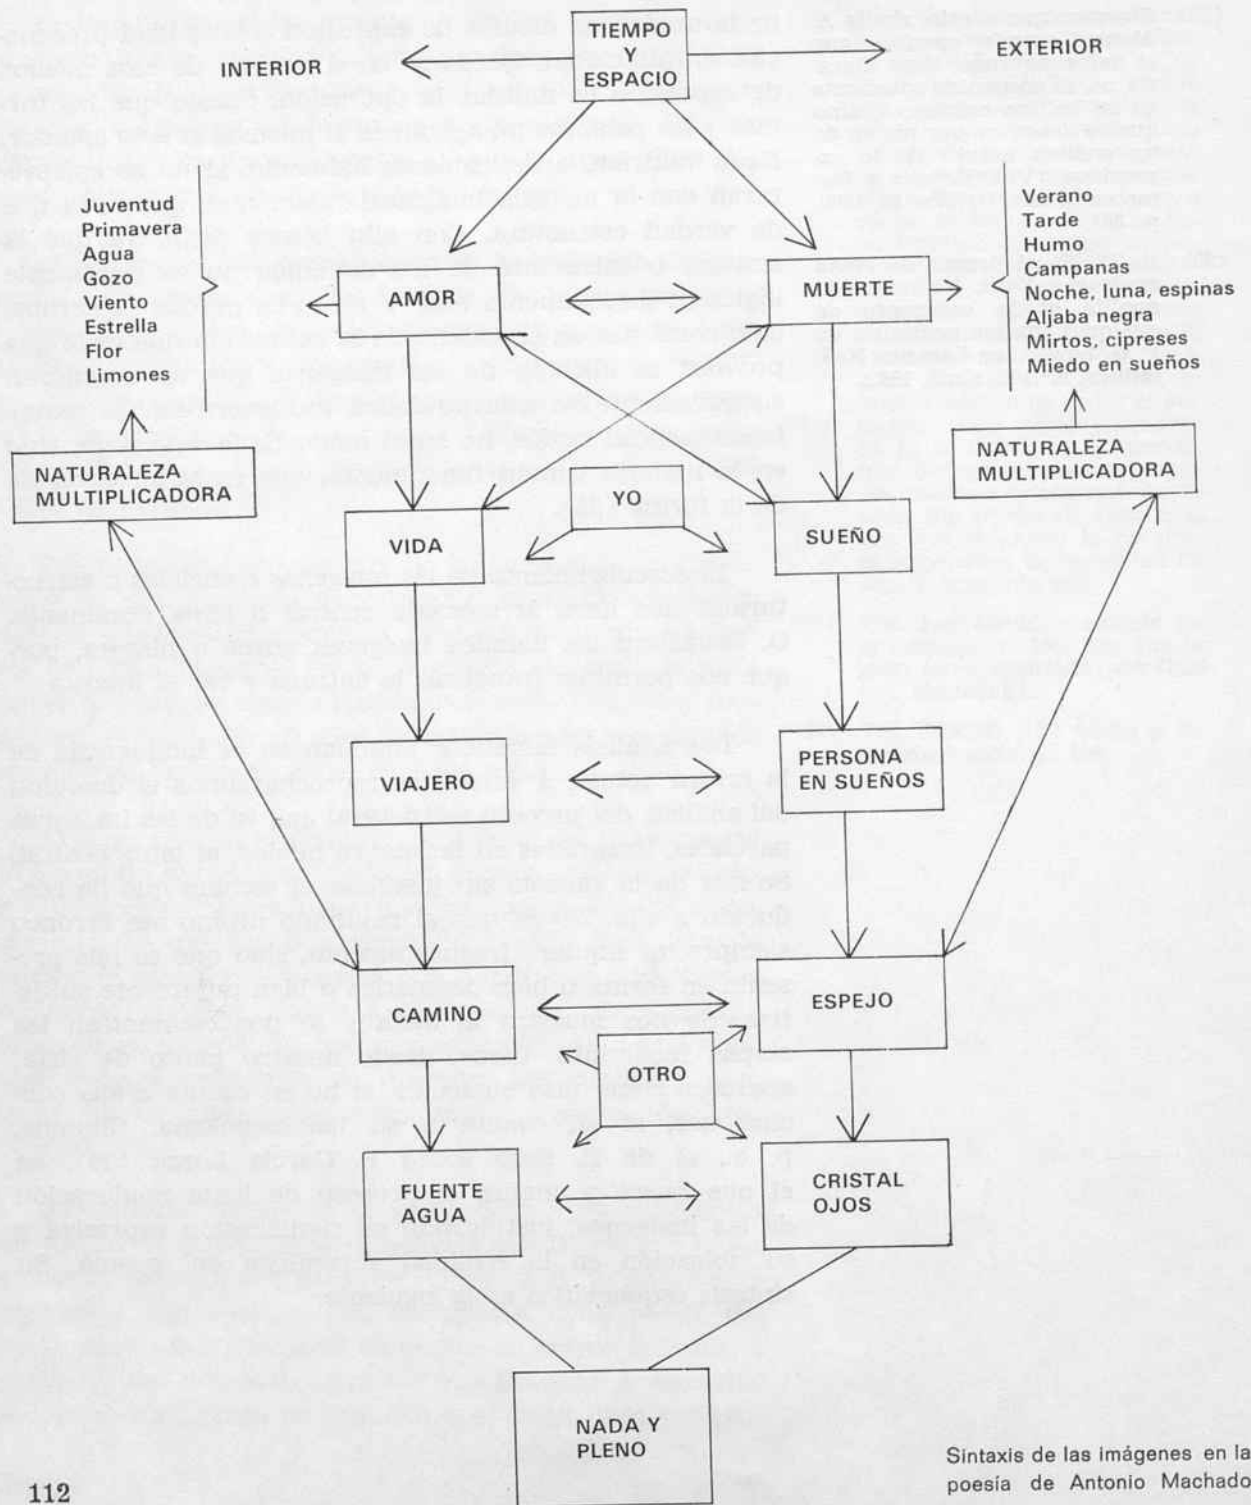 TIEMPO
Y
ESPACIO
INTERIOR
EXTERIOR
Juventud
Primavera
Agua
Gozo
Viento
Estrella
Flor
Limones
Verano
Tarde
Humo
Campanas
Noche, luna, espinas
Aljaba negra
Mirtos, cipreses
Miedo en sueños
AMOR
MUERTE
NATURALEZA
MULTIPLICADORA
NATURALEZA
MULTIPLICADORA
YO
VIDA
SUEÑO
VIAJERO
PERSONA
EN SUEÑOS
CAMINO
ESPEJO
OTRO
FUENTE
AGUA
CRISTAL
OJOS
NADA Y
PLENO
Sintaxis de las imágenes en la
poesía de Antonio Machado
112